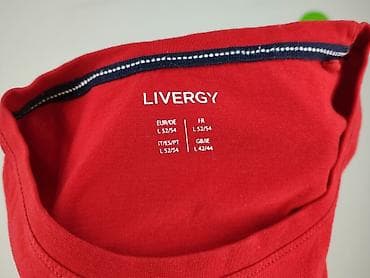 LIVERGY
EUR/DE FR
L 52/54 L 52/54
IT/ES/PT GB/IE
L 52/54 L 42/44